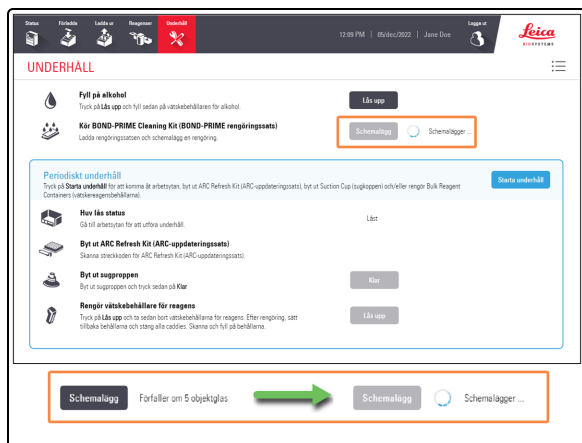 Status Förladda Ladda ur Reagenser Underhåll Logga ut
12:09 PM | 05/dec/2022 | Jane Doe
Leica
BIOSYSTEMS
UNDERHÅLL
Fyll på alkohol
Tryck på Lås upp och fyll sedan på vätskebehållaren för alkohol.
Lås upp
Kör BOND-PRIME Cleaning Kit (BOND-PRIME rengöringssats)
Ladda rengöringssatsen och schemalägg en rengöring.
Schemalägg Schemalägger ...
Periodiskt underhåll
Tryck på Starta underhåll för att komma åt arbetsytan, byt ut ARC Refresh Kit (ARC-uppdateringssats), byt ut Suction Cup (sugkoppen) och/eller rengör Bulk Reagent
Containers (vätskereagensbehållarna).
Starta underhåll
Huv lås status
Gå till arbetsytan för att utföra underhåll.
Låst
Byt ut ARC Refresh Kit (ARC-uppdateringssats)
Skanna streckkoden för ARC Refresh Kit (ARC-uppdateringssats).
Byt ut sugproppen
Byt ut sugproppen och tryck sedan på Klar
Klar
Rengör vätskebehållare för reagens
Tryck på Lås upp och ta sedan bort vätskebehållarna för reagens. Efter rengöring, sätt
tillbaka behållarna och stäng alla caddies. Skanna och fyll på behållarna.
Lås upp
Schemalägg Förfaller om 5 objektglas Schemalägg Schemalägger ...